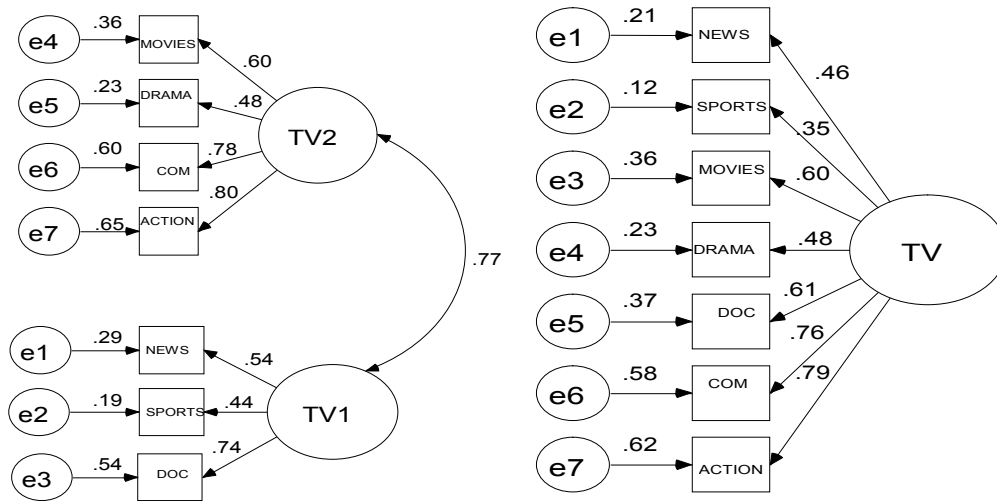 e4 .36 MOVIES .60
e5 .23 DRAMA .48
TV2
e6 .60 COM .78
e7 .65 ACTION .80
.77
e1 .29 NEWS .54
e2 .19 SPORTS .44
TV1
e3 .54 DOC .74
e1 .21 NEWS .46
e2 .12 SPORTS .35
e3 .36 MOVIES .60
e4 .23 DRAMA .48
TV
e5 .37 DOC .61
e6 .58 COM .76
e7 .62 ACTION .79